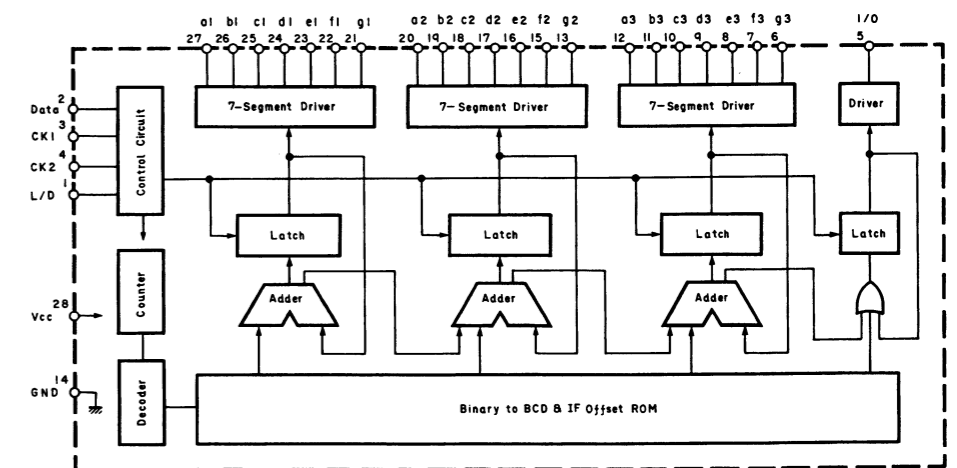 a1 b1 c1 d1 e1 f1 g1 a2 b2 c2 d2 e2 f2 g2 a3 b3 c3 d3 e3 f3 g3 I/O
27 26 25 24 23 22 21 20 19 18 17 16 15 13 12 11 10 9 8 7 6 5
7-Segment Driver 7-Segment Driver 7-Segment Driver Driver
Data 2
CK1 3
CK2 4
L/D 1
Control Circuit
Latch Latch Latch Latch
Counter
Adder Adder Adder
Vcc 28
GND 14
Decoder
Binary to BCD & IF Offset ROM